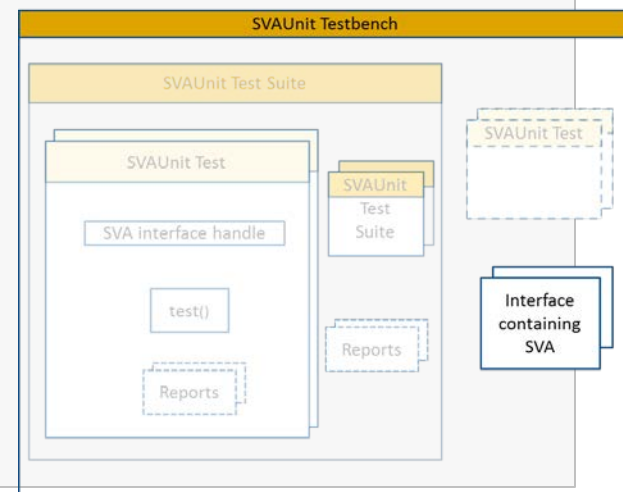 SVAUnit Testbench
SVAUnit Test Suite
SVAUnit Test
SVA interface handle
test()
Reports
SVAUnit
Test
Suite
Reports
SVAUnit Test
Interface
containing
SVA